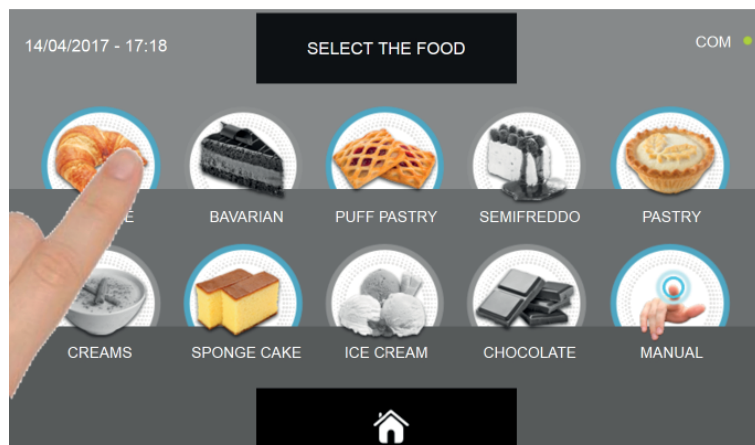 14/04/2017 - 17:18
SELECT THE FOOD
COM
BAVARIAN
PUFF PASTRY
SEMIFREDDO
PASTRY
CREAMS
SPONGE CAKE
ICE CREAM
CHOCOLATE
MANUAL